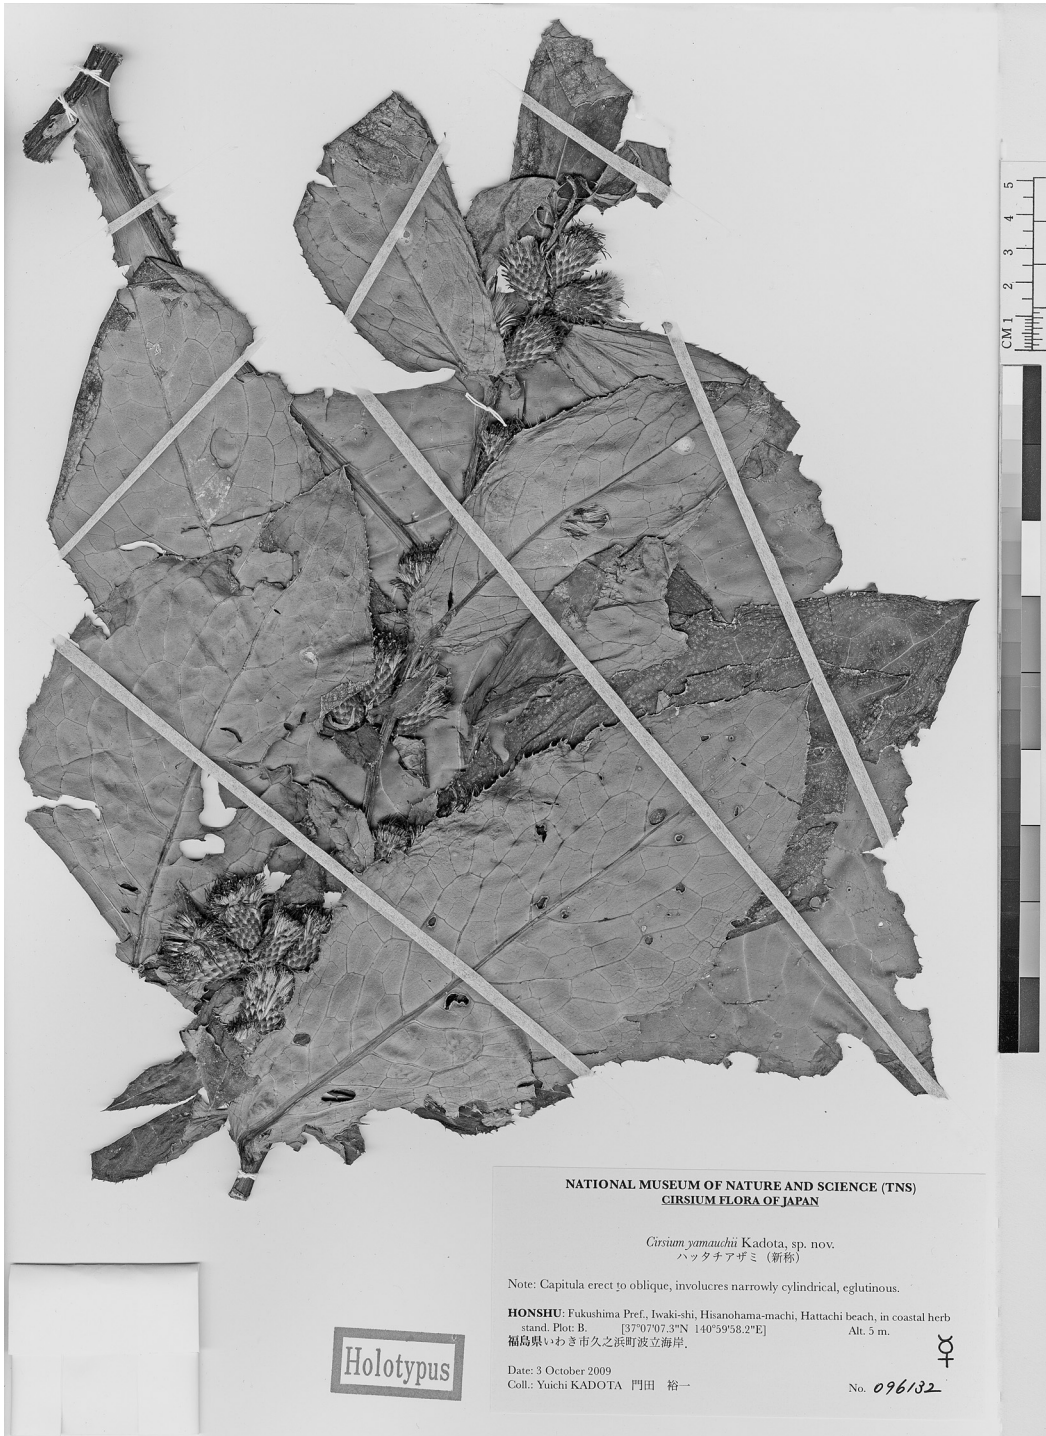 5
4
3
2
CM 1
NATIONAL MUSEUM OF NATURE AND SCIENCE (TNS)
CIRSIUM FLORA OF JAPAN
Cirsium yamauchii Kadota, sp. nov.
ハッタチアザミ（新称）
Note: Capitula erect to oblique, involucres narrowly cylindrical, eglutinous.
HONSHU: Fukushima Pref., Iwaki-shi, Hisanohama-machi, Hattachi beach, in coastal herb
stand. Plot: B. [37°07'07.3"N 140°59'58.2"E] Alt. 5 m.
福島県いわき市久之浜町波立海岸.
Date: 3 October 2009
Coll.: Yuichi KADOTA 門田 裕一
No. 096132
Holotypus